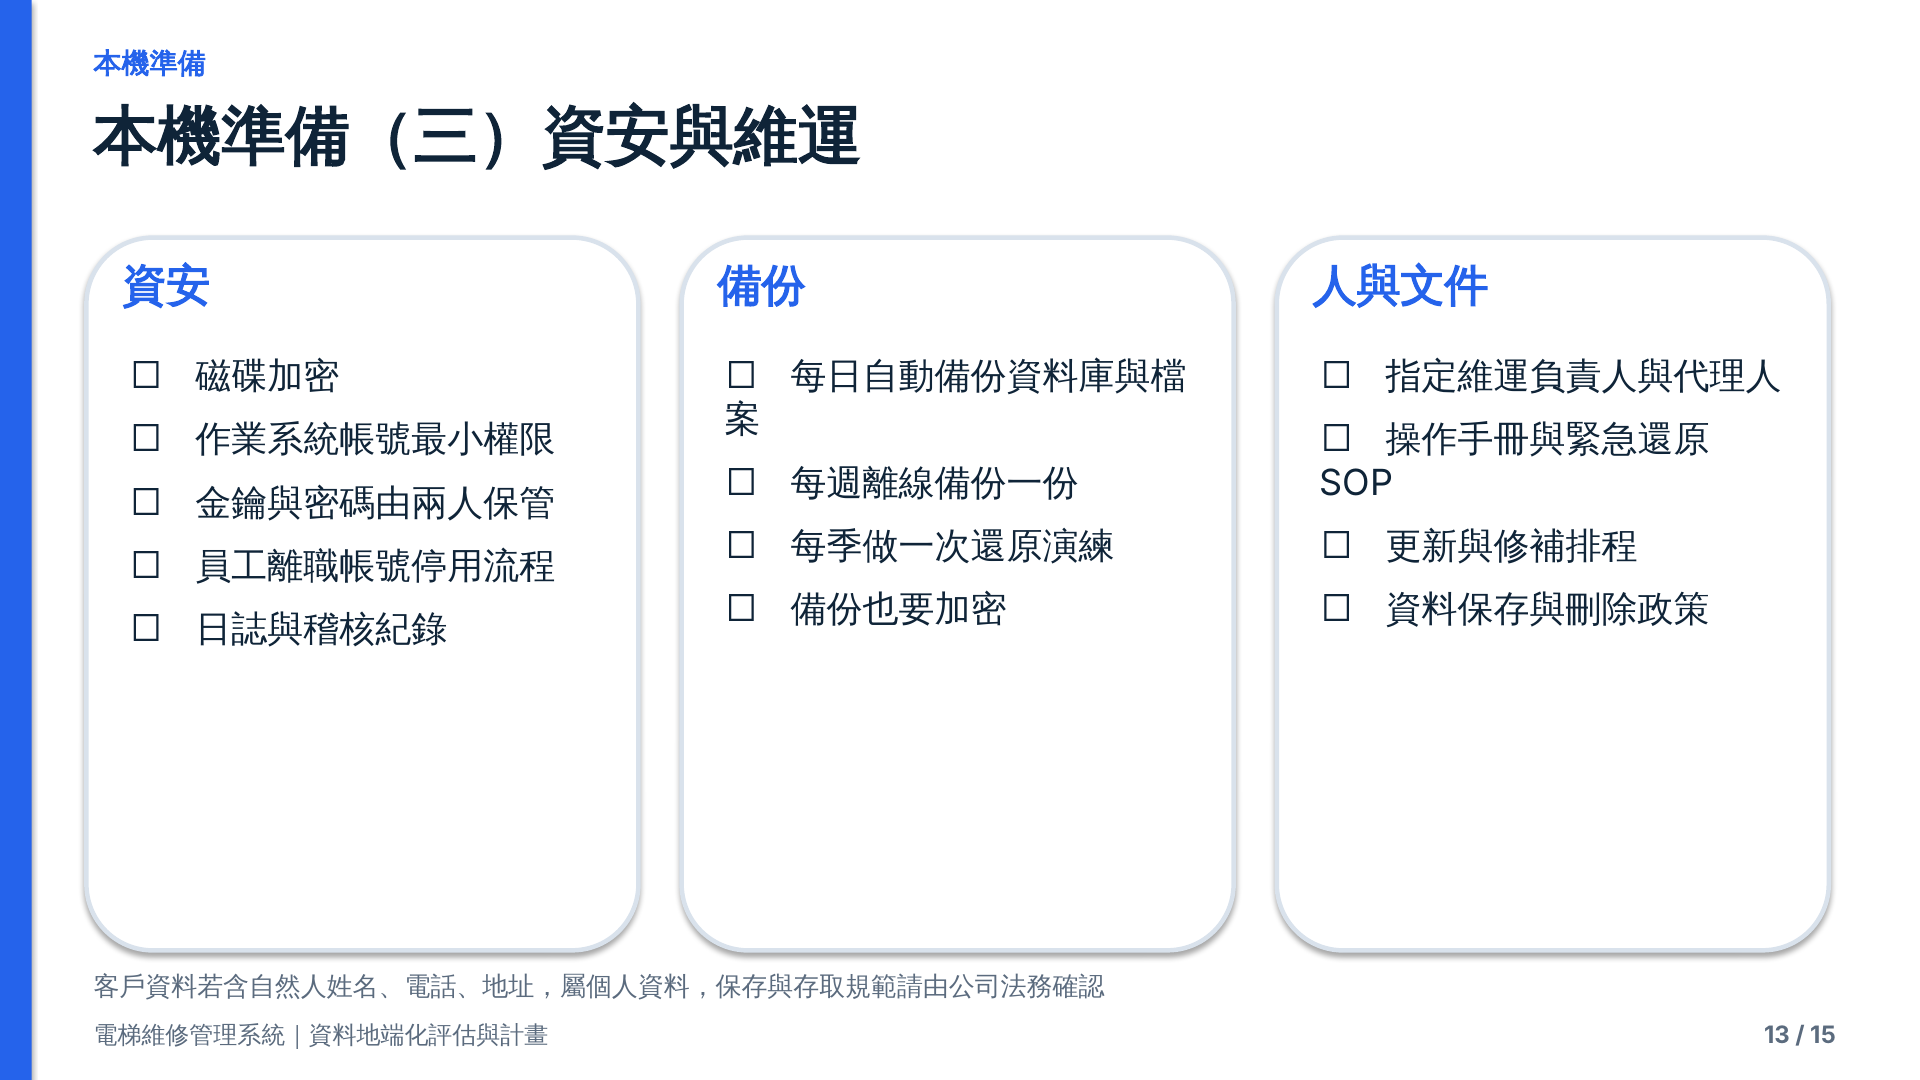 本機準備
本機準備（三）資安與維運
資安
☐ 磁碟加密
☐ 作業系統帳號最小權限
☐ 金鑰與密碼由兩人保管
☐ 員工離職帳號停用流程
☐ 日誌與稽核紀錄
備份
☐ 每日自動備份資料庫與檔
案
☐ 每週離線備份一份
☐ 每季做一次還原演練
☐ 備份也要加密
人與文件
☐ 指定維運負責人與代理人
☐ 操作手冊與緊急還原
SOP
☐ 更新與修補排程
☐ 資料保存與刪除政策
客戶資料若含自然人姓名、電話、地址，屬個人資料，保存與存取規範請由公司法務確認
電梯維修管理系統｜資料地端化評估與計畫
13 / 15